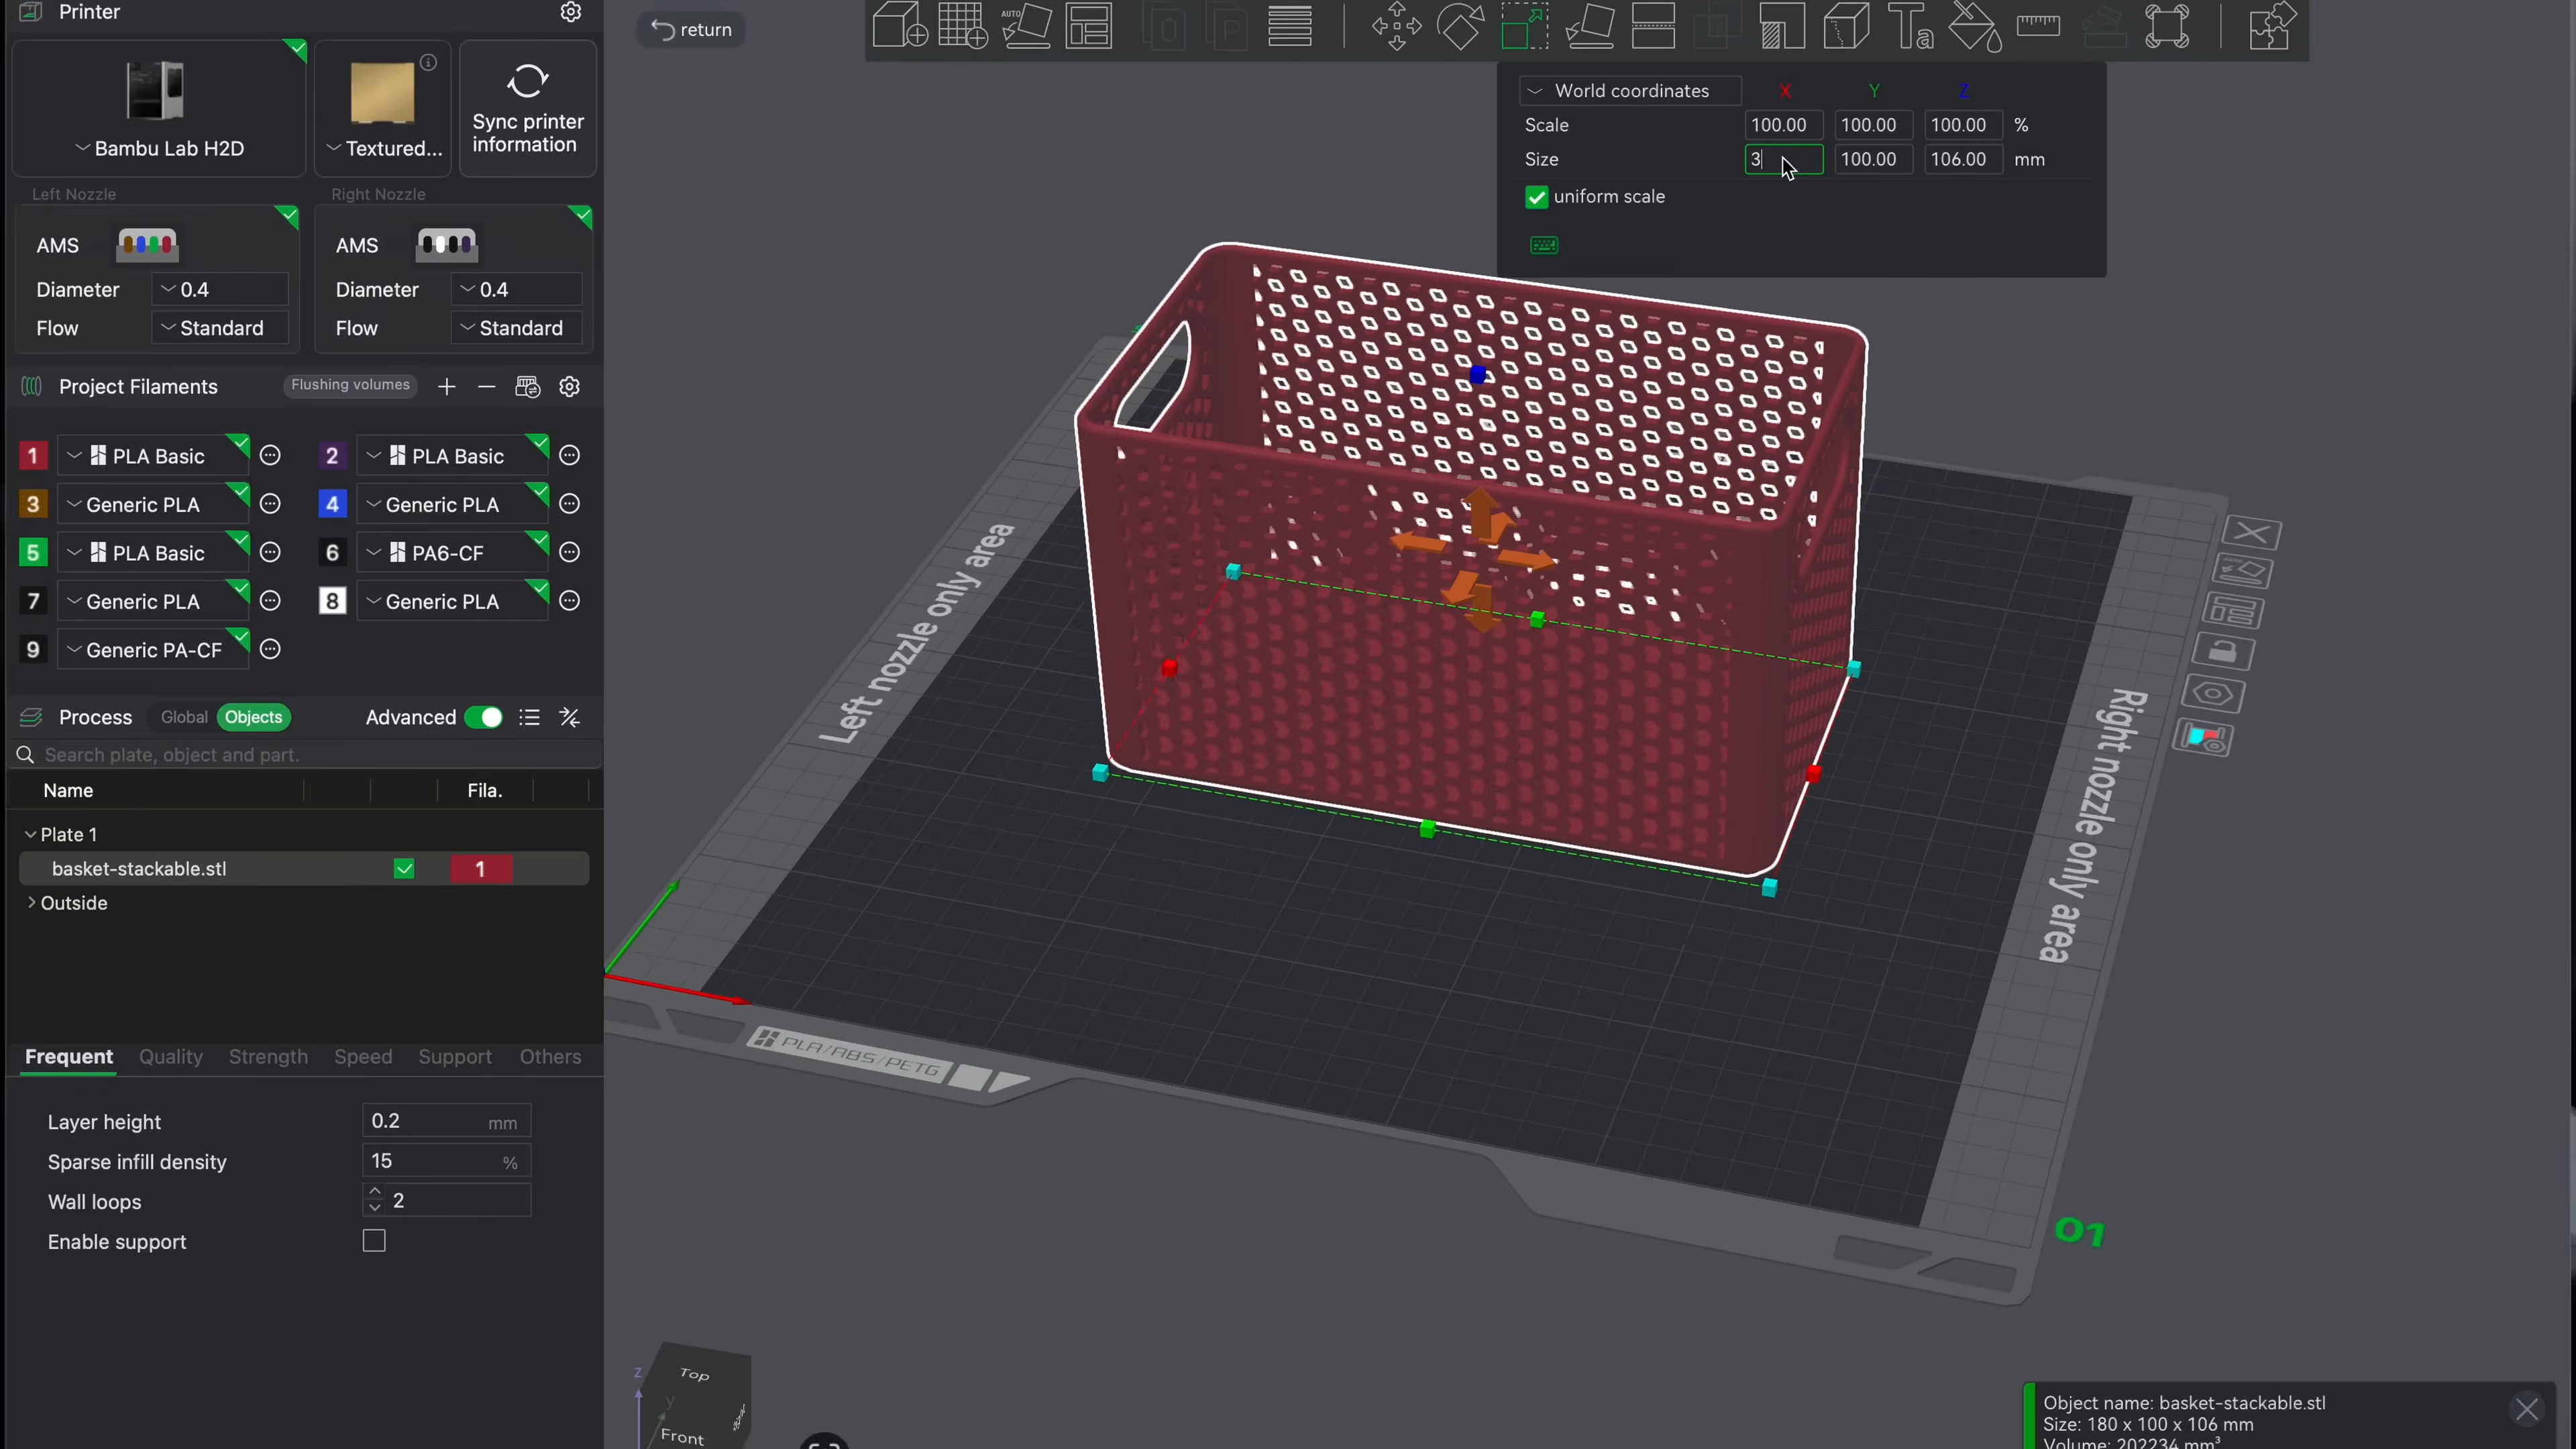 Printer
return
Bambu Lab H2D
Textured...
Sync printer
information
World coordinates X Y Z
Scale 100.00 100.00 100.00 %
Size 3 100.00 106.00 mm
uniform scale
Left Nozzle
Right Nozzle
AMS
AMS
Diameter 0.4
Diameter 0.4
Flow Standard
Flow Standard
Project Filaments Flushing volumes
1 PLA Basic
2 PLA Basic
3 Generic PLA
4 Generic PLA
5 PLA Basic
6 PA6-CF
7 Generic PLA
8 Generic PLA
9 Generic PA-CF
Process Global Objects Advanced
Search plate, object and part.
Name Fila.
Plate 1
basket-stackable.stl 1
Outside
Frequent Quality Strength Speed Support Others
Layer height 0.2 mm
Sparse infill density 15 %
Wall loops 2
Enable support
AUTO
O
P
Ta
Left nozzle only area
Right nozzle only area
PLA/ABS/PETG
01
Top
z
y
Front
Object name: basket-stackable.stl
Size: 180 x 100 x 106 mm
Volume: 202234 mm³